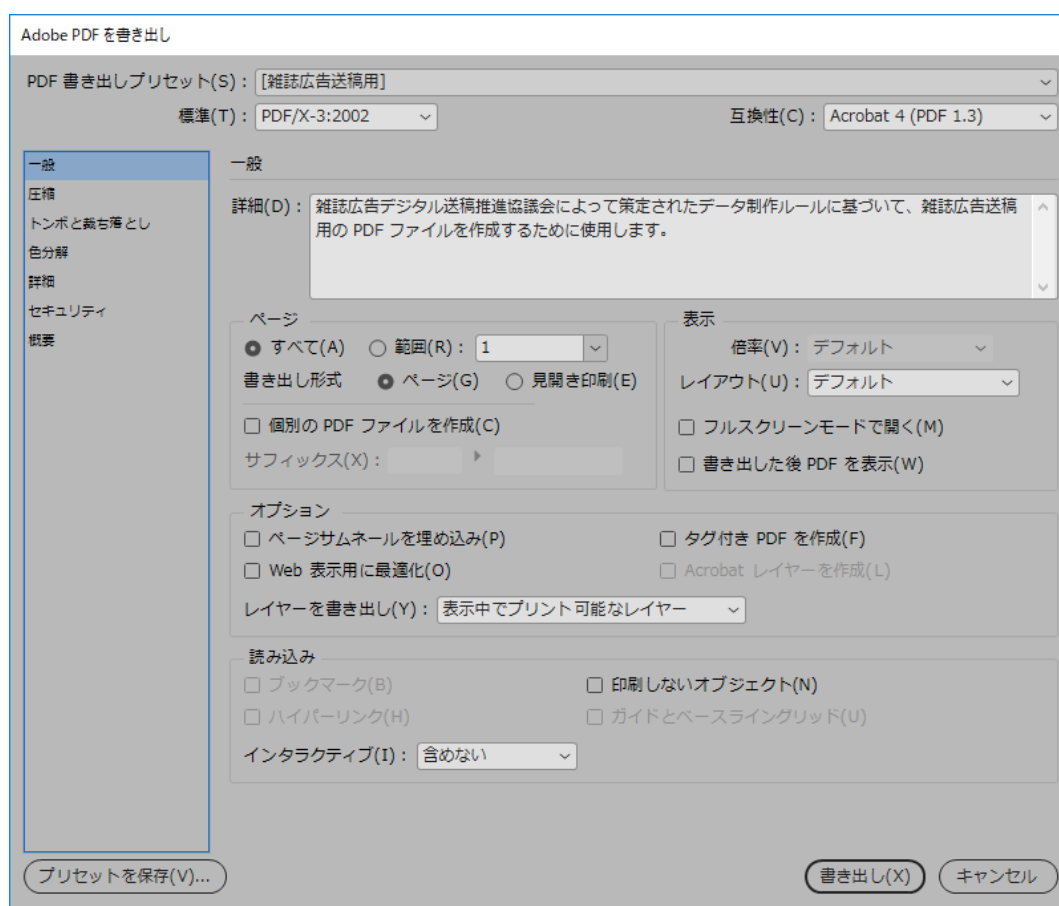 Adobe PDF を書き出し
PDF 書き出しプリセット(S)： [雑誌広告送稿用]
標準(T)： PDF/X-3:2002 互換性(C)： Acrobat 4 (PDF 1.3)
一般
圧縮
トンボと裁ち落とし
色分解
詳細
セキュリティ
概要
一般
詳細(D)： 雑誌広告デジタル送稿推進協議会によって策定されたデータ制作ルールに基づいて、雑誌広告送稿
用の PDF ファイルを作成するために使用します。
ページ
すべて(A) 範囲(R)： 1
書き出し形式 ページ(G) 見開き印刷(E)
個別の PDF ファイルを作成(C)
サフィックス(X)：
表示
倍率(V)： デフォルト
レイアウト(U)： デフォルト
フルスクリーンモードで開く(M)
書き出した後 PDF を表示(W)
オプション
ページサムネールを埋め込み(P) タグ付き PDF を作成(F)
Web 表示用に最適化(O) Acrobat レイヤーを作成(L)
レイヤーを書き出し(Y)： 表示中でプリント可能なレイヤー
読み込み
ブックマーク(B) 印刷しないオブジェクト(N)
ハイパーリンク(H) ガイドとベースライングリッド(U)
インタラクティブ(I)： 含めない
プリセットを保存(V)... 書き出し(X) キャンセル